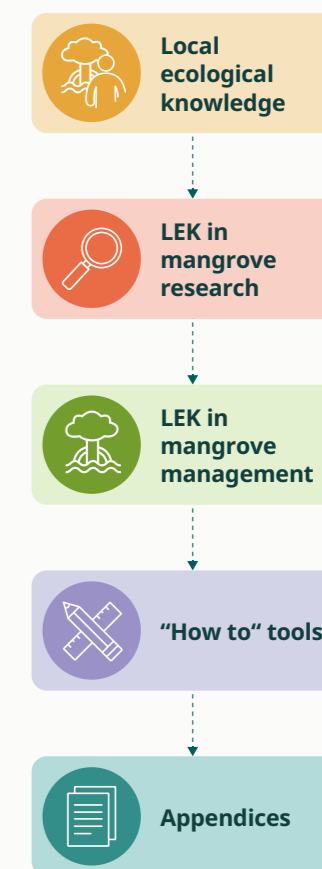 Local
ecological
knowledge
LEK in
mangrove
research
LEK in
mangrove
management
“How to“ tools
Appendices